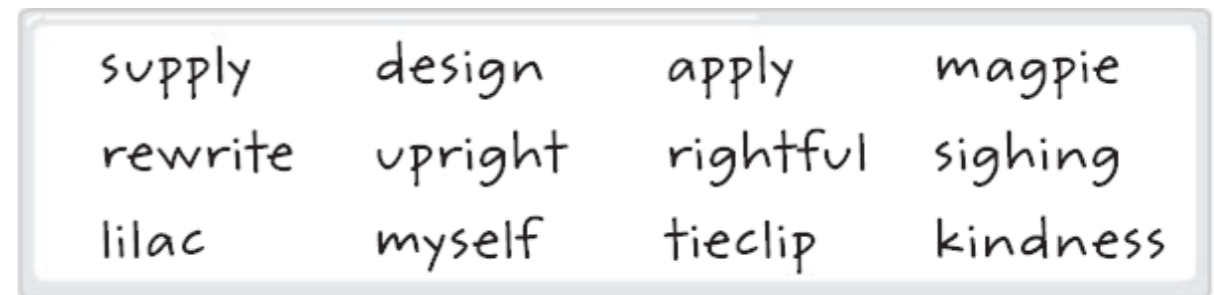 supply design apply magpie
rewrite upright rightful sighing
lilac myself tieclip kindness